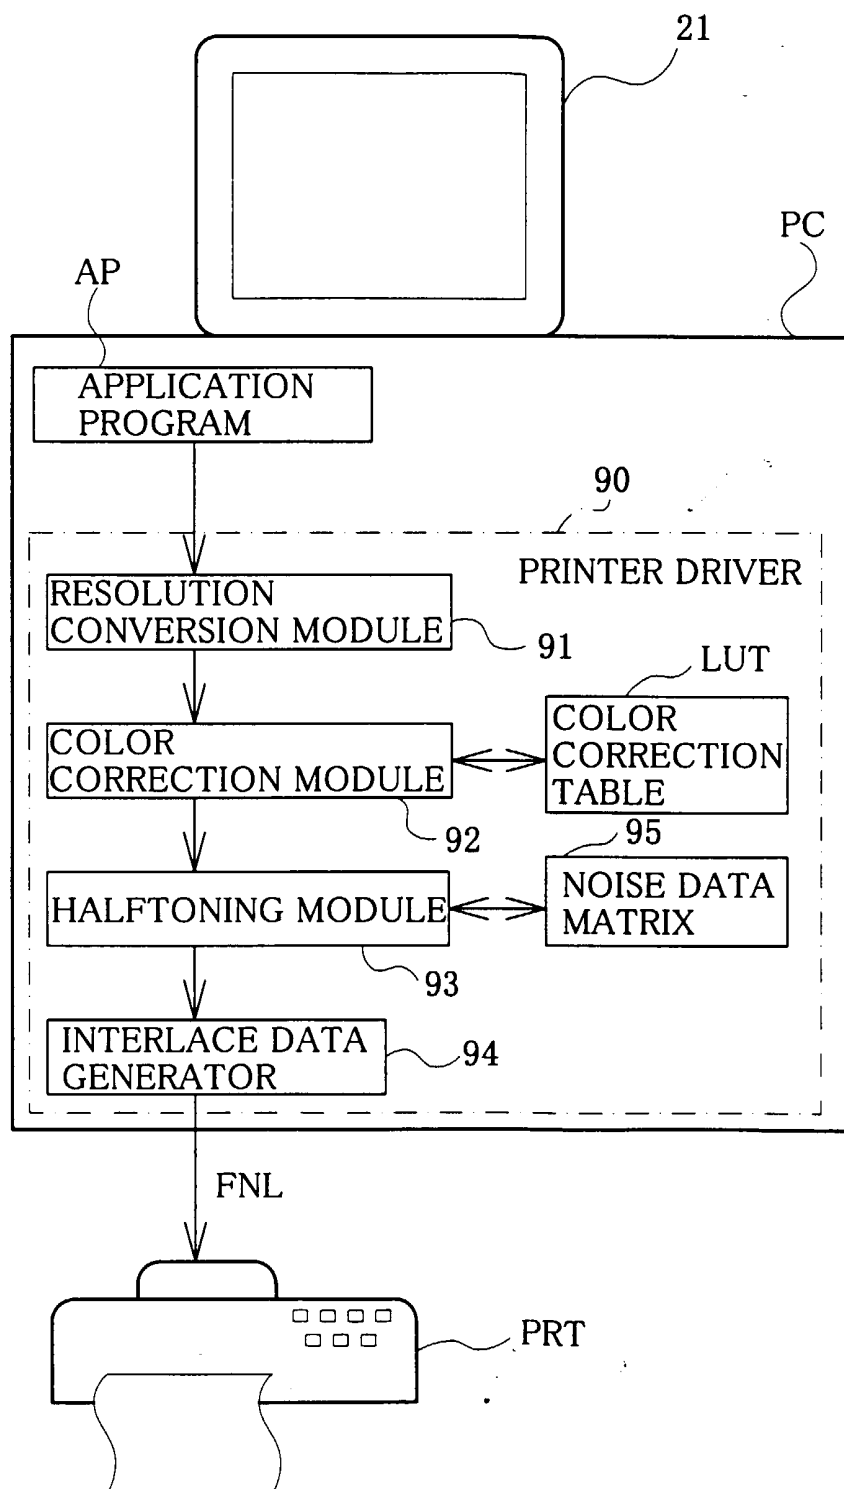 21
PC
AP
APPLICATION
PROGRAM
90
PRINTER DRIVER
RESOLUTION
CONVERSION MODULE
91
LUT
COLOR
CORRECTION MODULE
COLOR
CORRECTION
TABLE
92
95
HALFTONING MODULE
NOISE DATA
MATRIX
93
INTERLACE DATA
GENERATOR
94
FNL
PRT